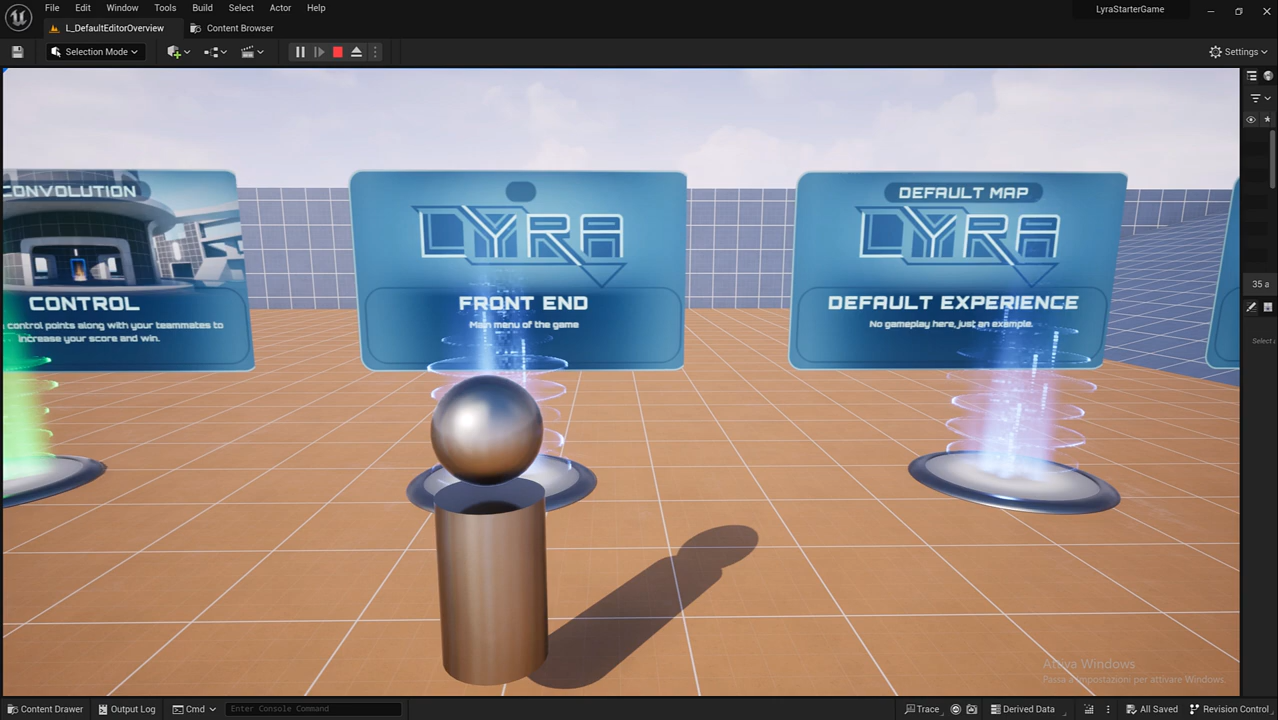 File Edit Window Tools Build Select Actor Help
LyraStarterGame
L_DefaultEditorOverview
Content Browser
Selection Mode
Settings
CONVOLUTION
CONTROL
control points along with your teammates to
increase your score and win.
LYRA
FRONT END
Main menu of the game
DEFAULT MAP
LYRA
DEFAULT EXPERIENCE
No gameplay here, just an example.
35 a
Select
Attiva Windows
Passa a Impostazioni per attivare Windows.
Content Drawer
Output Log
Cmd
Enter Console Command
Trace
Derived Data
All Saved
Revision Control